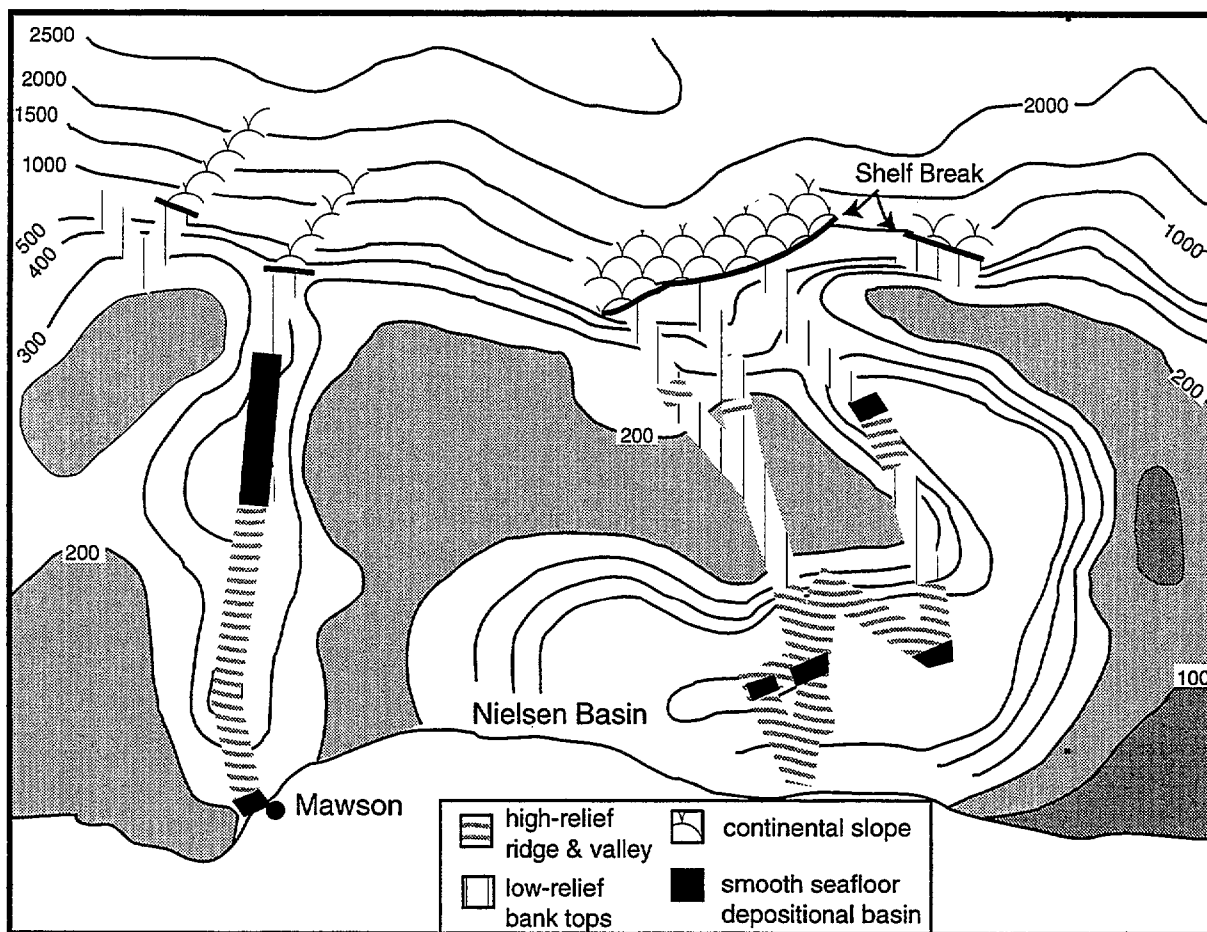 2500
2000
1500
1000
500
400
300
2000
Shelf Break
1000
200
200
200
100
Nielsen Basin
Mawson
high-relief
ridge & valley
low-relief
bank tops
continental slope
smooth seafloor
depositional basin